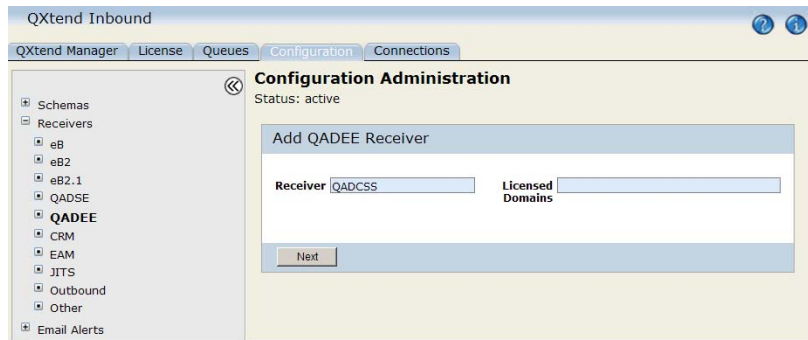 QXtend Inbound
QXtend Manager License Queues Configuration Connections
Configuration Administration
Status: active
Schemas
Receivers
eB
eB2
eB2.1
QADSE
QADEE
CRM
EAM
JITS
Outbound
Other
Email Alerts
Add QADEE Receiver
Receiver QADCSS Licensed Domains
Next